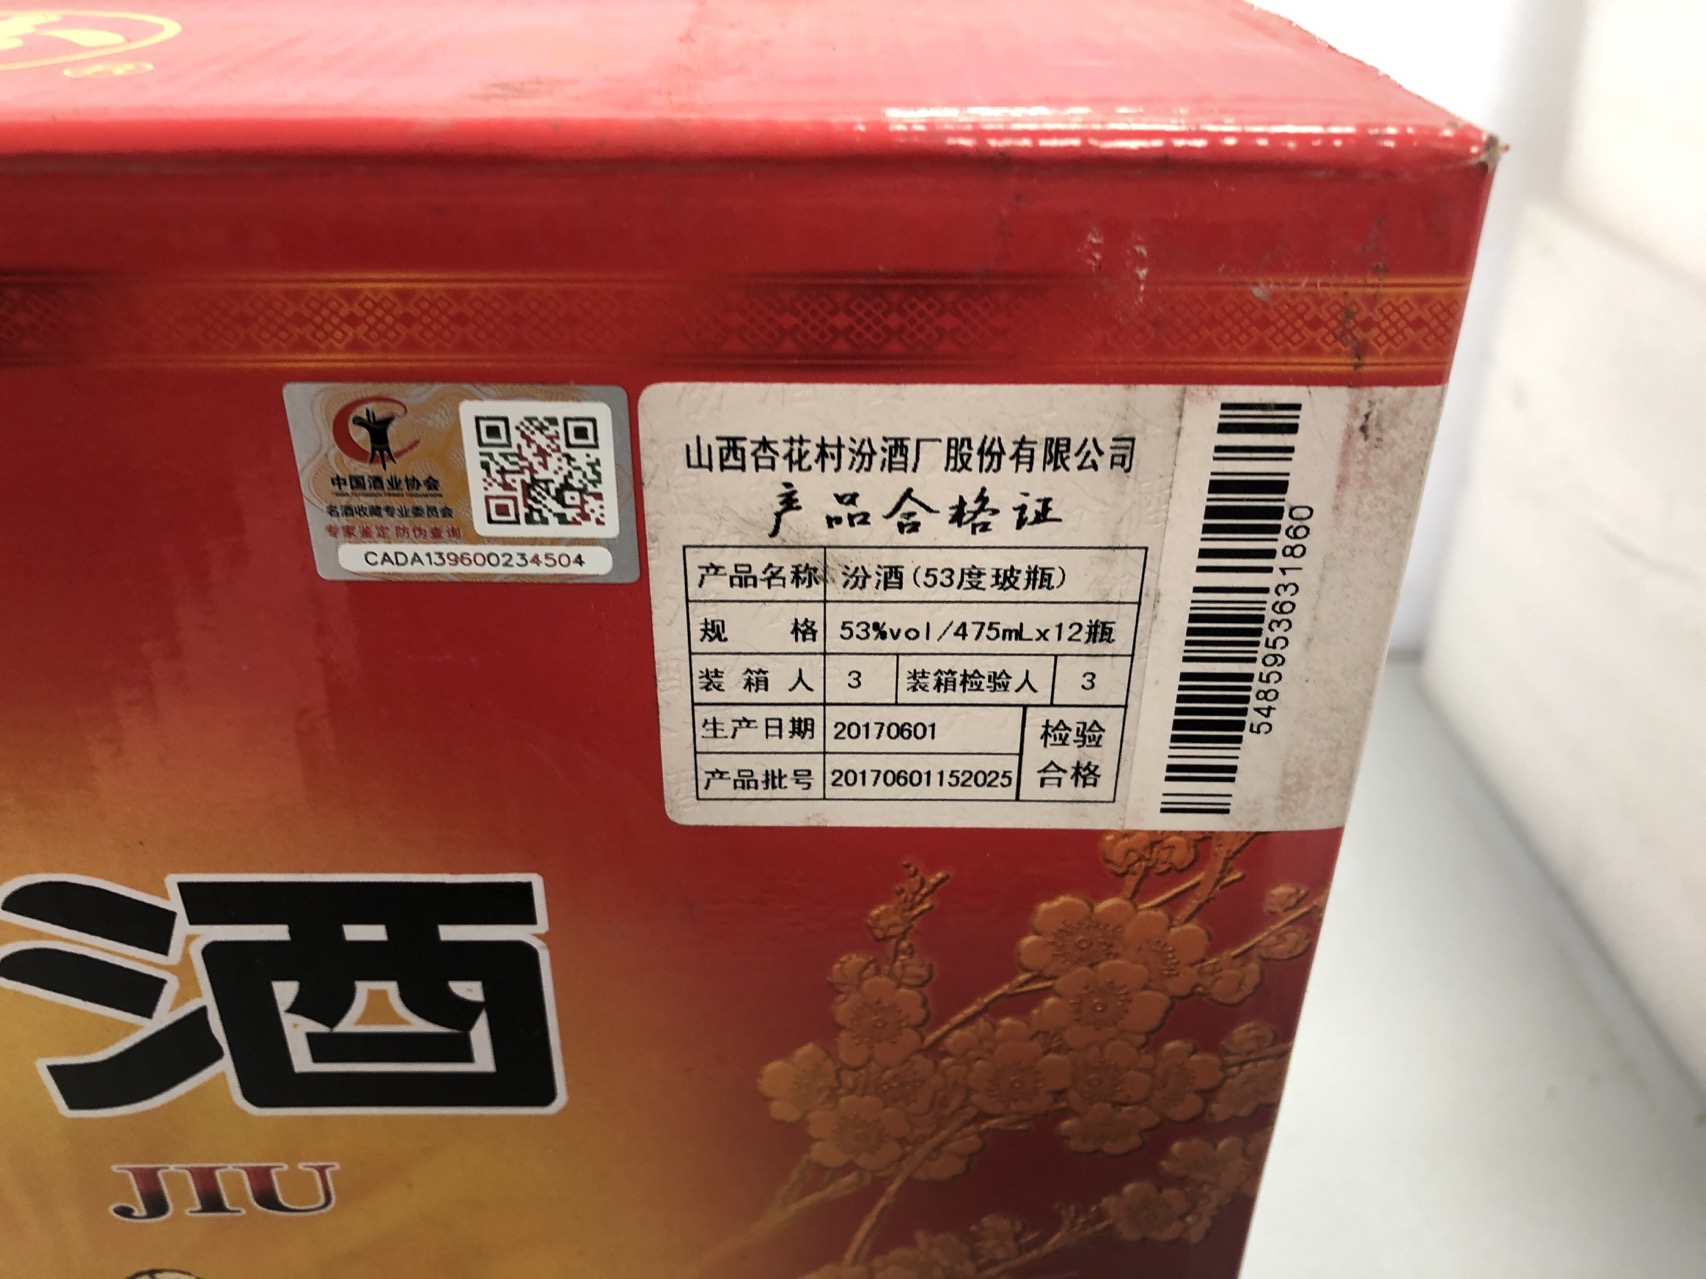 中国酒业协会
名酒收藏专业委员会
专家鉴定 防伪查询
CADA139600234504
山西杏花村汾酒厂股份有限公司
产品合格证
产品名称 汾酒(53度玻瓶)
规格 53%vol/475mLx12瓶
装箱人 3 装箱检验人 3
生产日期 20170601 检验
产品批号 20170601152025 合格
548595363­1860
酒
JIU